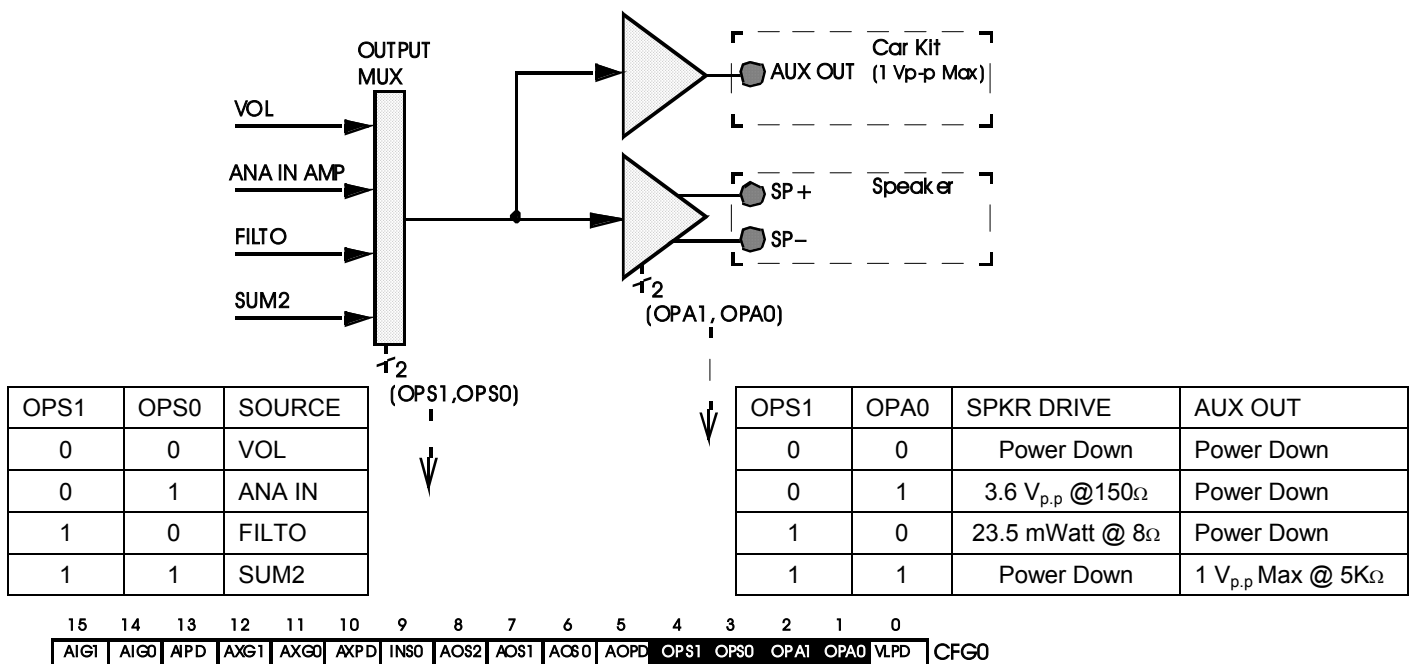 OUTPUT
MUX
VOL
ANA IN AMP
FILTO
SUM2
2
(OPS1,OPS0)
Car Kit
AUX OUT (1 Vp-p Max)
SP+ Speaker
SP–
2
(OPA1, OPA0)
OPS1 OPS0 SOURCE
0 0 VOL
0 1 ANA IN
1 0 FILTO
1 1 SUM2
OPS1 OPA0 SPKR DRIVE AUX OUT
0 0 Power Down Power Down
0 1 3.6 Vp.p @150Ω Power Down
1 0 23.5 mWatt @ 8Ω Power Down
1 1 Power Down 1 Vp.p Max @ 5KΩ
15 14 13 12 11 10 9 8 7 6 5 4 3 2 1 0
AIG1 AIG0 AIPD AXG1 AXG0 AXPD INS0 AOS2 AOS1 AOS0 AOPD OPS1 OPS0 OPA1 OPA0 VLPD CFG0